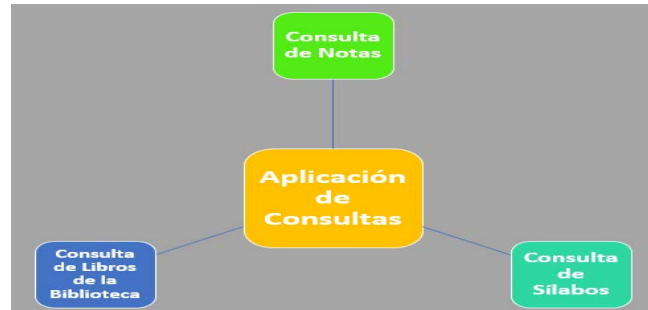 Consulta
de Notas
Aplicación
de
Consultas
Consulta
de Libros
de la
Biblioteca
Consulta
de
Sílabos